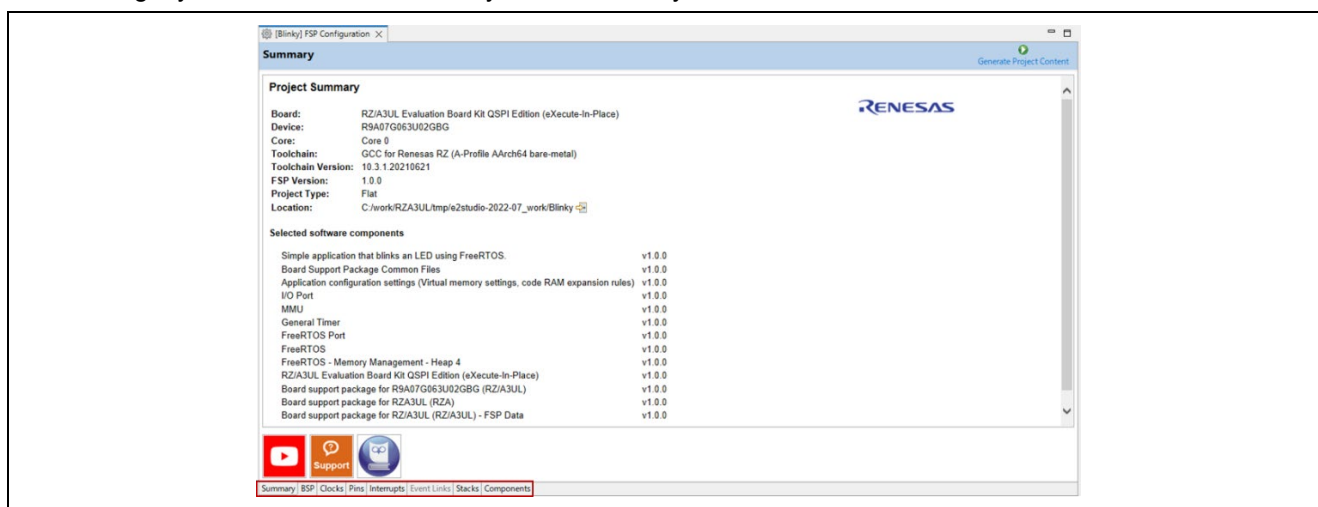 [Blinky] FSP Configuration
Summary
Generate Project Content
Project Summary
RENESAS
Board: RZ/A3UL Evaluation Board Kit QSPI Edition (eXecute-In-Place)
Device: R9A07G063U02GBG
Core: Core 0
Toolchain: GCC for Renesas RZ (A-Profile AArch64 bare-metal)
Toolchain Version: 10.3.1.20210621
FSP Version: 1.0.0
Project Type: Flat
Location: C:/work/RZA3UL/tmp/e2studio-2022-07_work/Blinky
Selected software components
Simple application that blinks an LED using FreeRTOS. v1.0.0
Board Support Package Common Files v1.0.0
Application configuration settings (Virtual memory settings, code RAM expansion rules) v1.0.0
I/O Port v1.0.0
MMU v1.0.0
General Timer v1.0.0
FreeRTOS Port v1.0.0
FreeRTOS v1.0.0
FreeRTOS - Memory Management - Heap 4 v1.0.0
RZ/A3UL Evaluation Board Kit QSPI Edition (eXecute-In-Place) v1.0.0
Board support package for R9A07G063U02GBG (RZ/A3UL) v1.0.0
Board support package for RZA3UL (RZA) v1.0.0
Board support package for RZ/A3UL (RZ/A3UL) - FSP Data v1.0.0
Support
Summary BSP Clocks Pins Interrupts Event Links Stacks Components